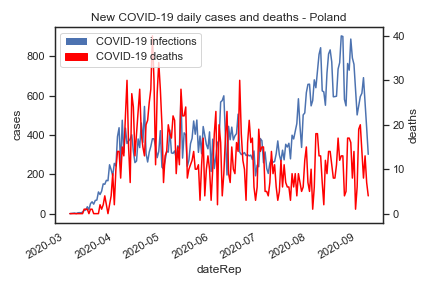 New COVID-19 daily cases and deaths - Poland
COVID-19 infections
COVID-19 deaths
800
600
400
200
0
cases
40
30
20
10
0
deaths
2020-03
2020-04
2020-05
2020-06
2020-07
2020-08
2020-09
dateRep